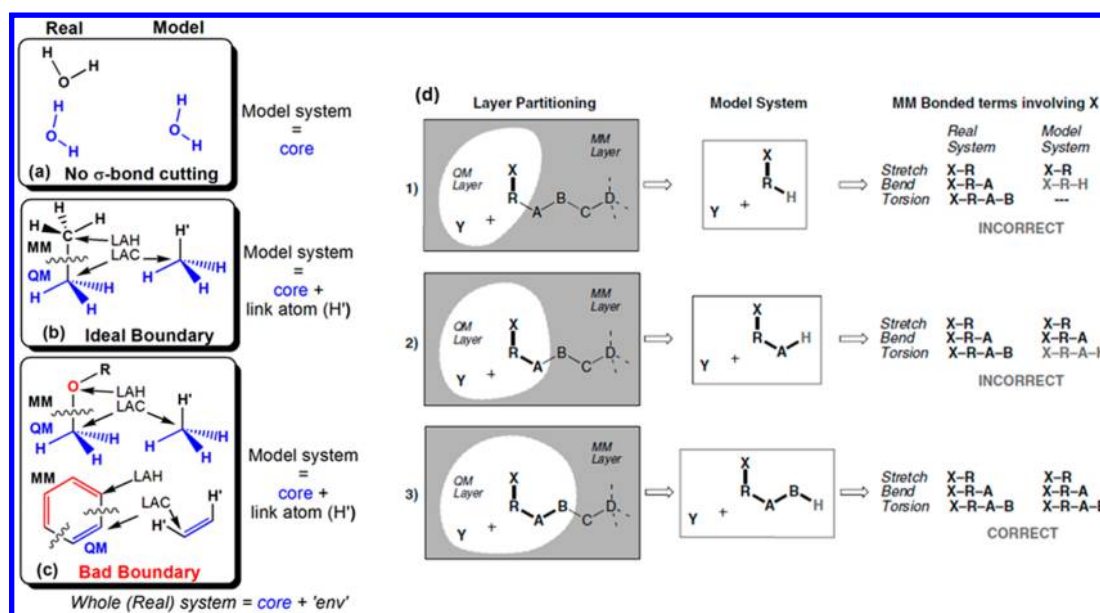 Real Model
H H
O
H H
O O
H H
Model system
=
core
(a) No σ-bond cutting
H H
H C H'
MM LAH
LAC
QM H H H H
H H
Model system
=
core +
link atom (H')
(b) Ideal Boundary
R
O LAH H'
MM LAC
QM
H H H H
H H
MM LAH
LAC H'
H'
QM
Model system
=
core +
link atom (H')
(c) Bad Boundary
Whole (Real) system = core + 'env'
(d)
Layer Partitioning Model System MM Bonded terms involving X
Real System Model System
1)
QM Layer
MM Layer
X
R A B C D
Y +
X
R H
Y +
Stretch X–R X–R
Bend X–R–A X–R–H
Torsion X–R–A–B ---
INCORRECT
2)
QM Layer
MM Layer
X
R A B C D
Y +
X
R A H
Y +
Stretch X–R X–R
Bend X–R–A X–R–A
Torsion X–R–A–B X–R–A–H
INCORRECT
3)
QM Layer
MM Layer
X
R A B C D
Y +
X
R A B H
Y +
Stretch X–R X–R
Bend X–R–A X–R–A
Torsion X–R–A–B X–R–A–B
CORRECT